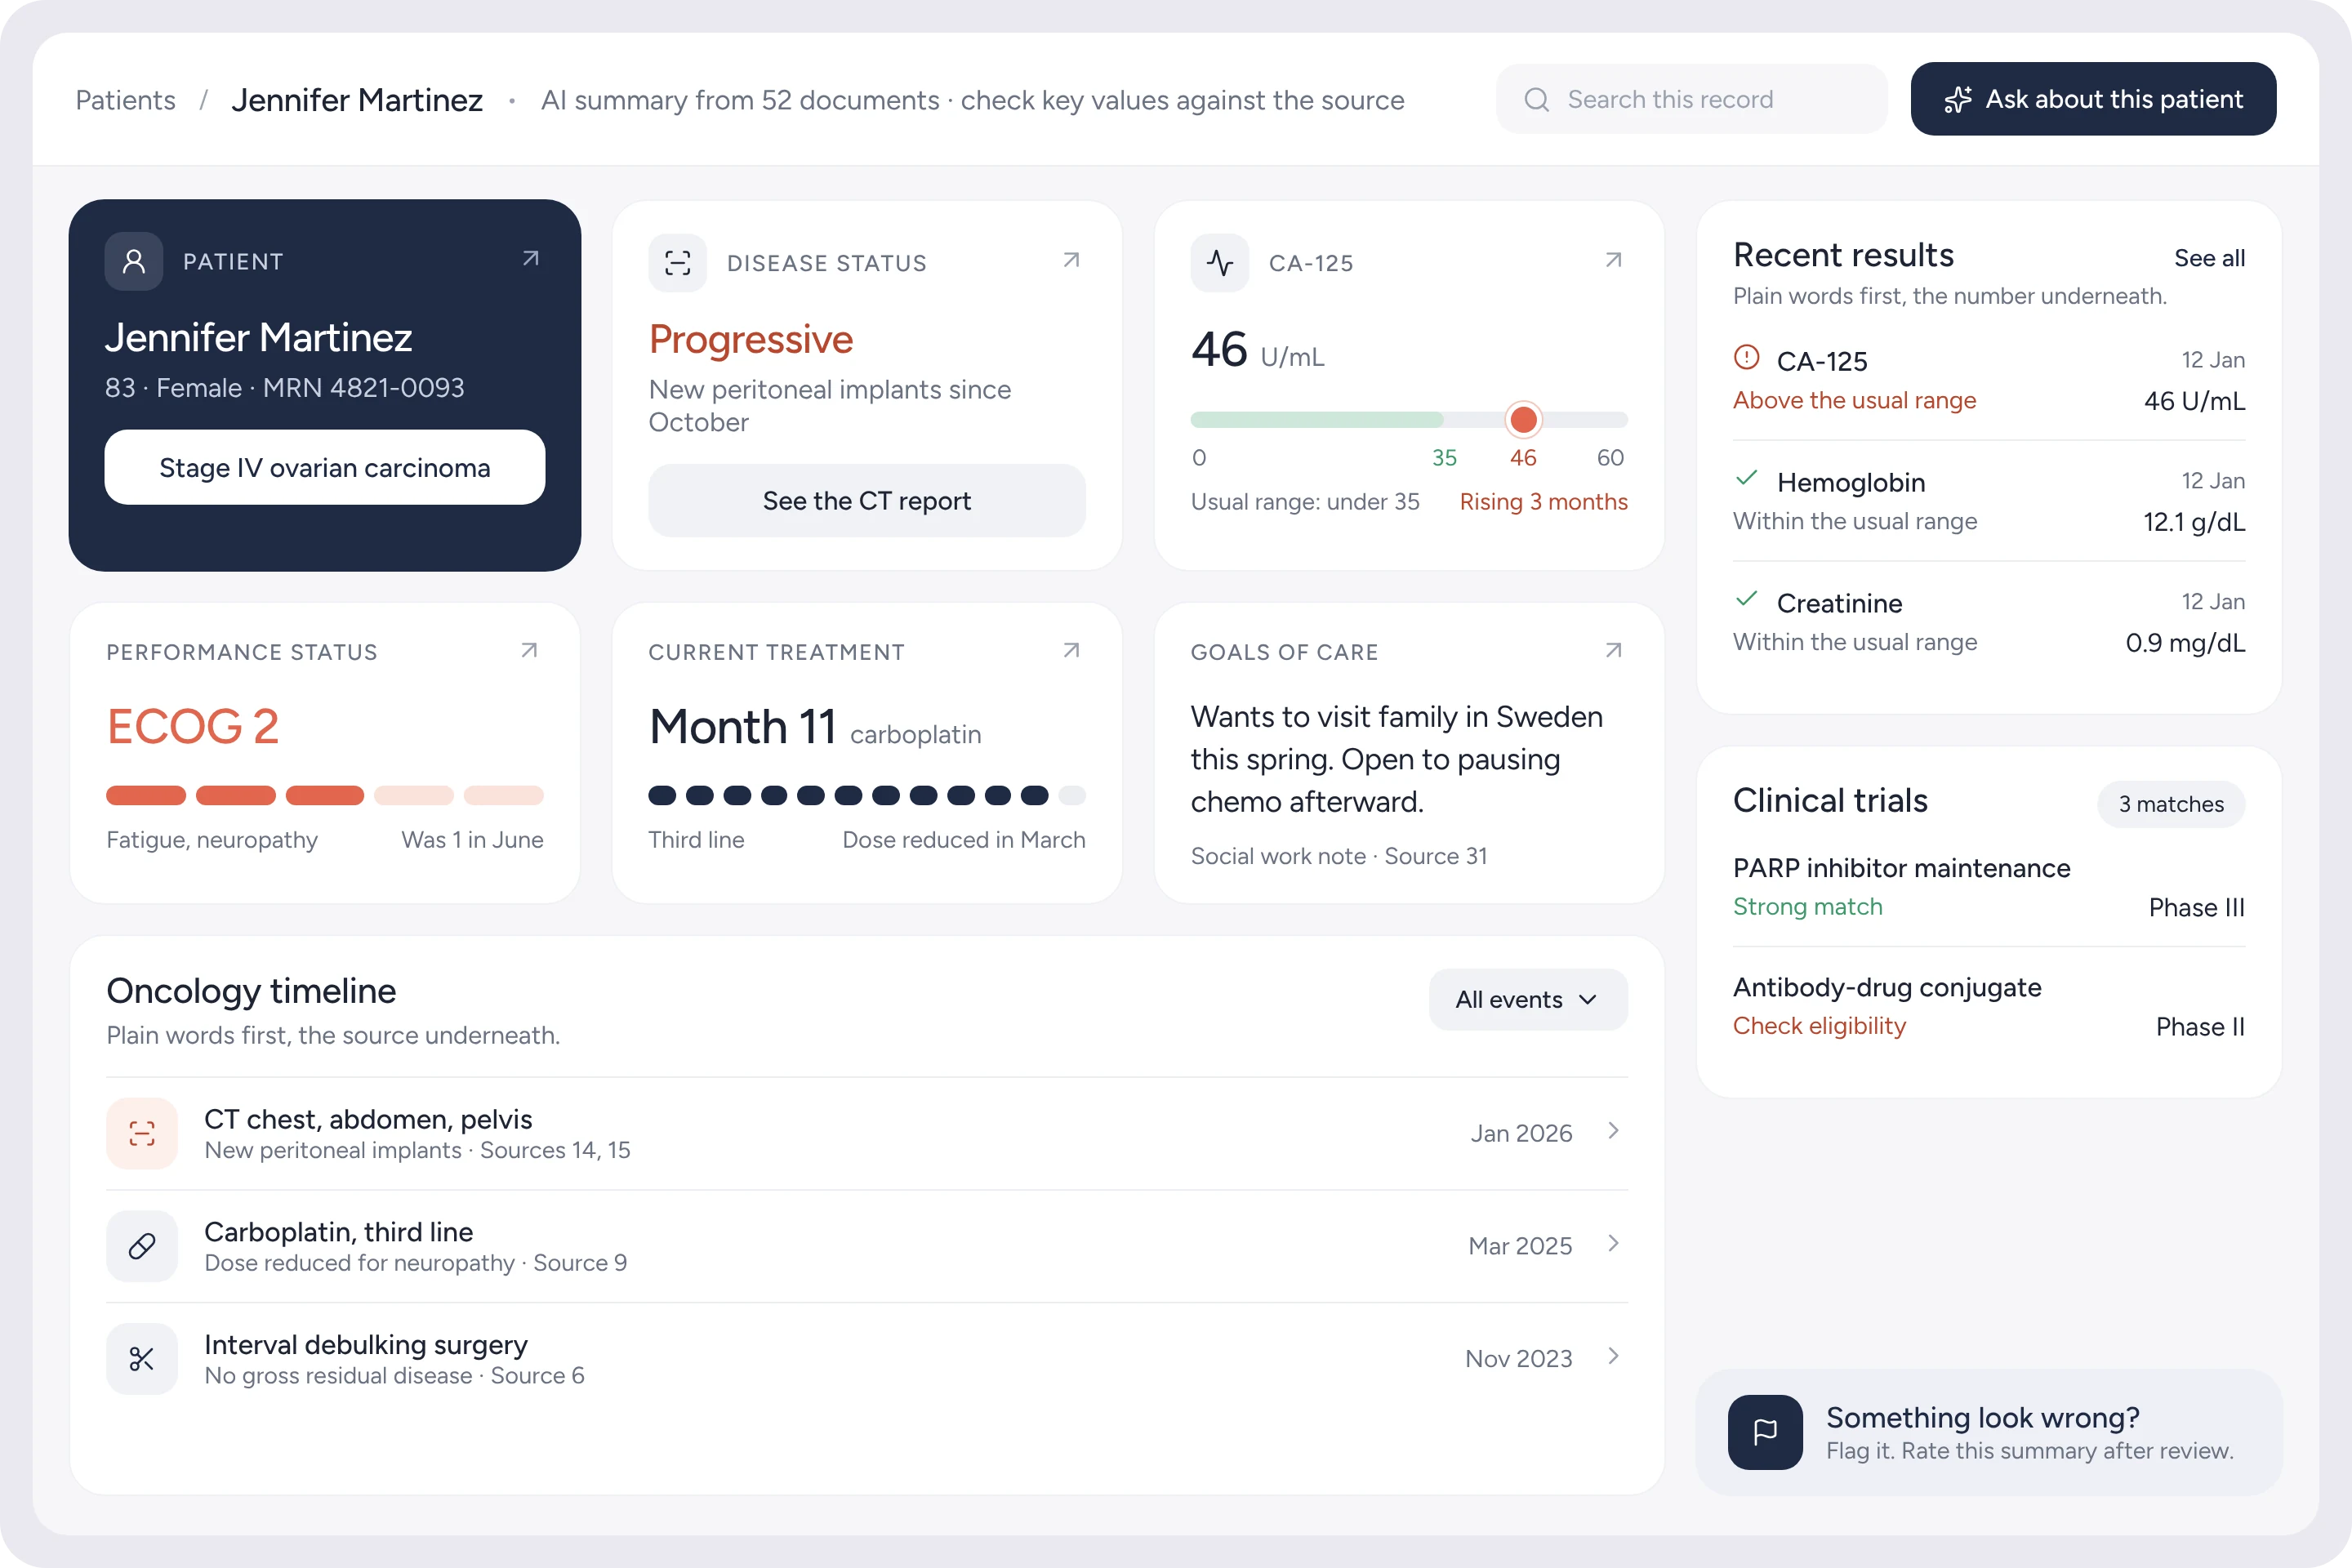 Patients / Jennifer Martinez · AI summary from 52 documents · check key values against the source
Search this record
Ask about this patient
PATIENT
Jennifer Martinez
83 · Female · MRN 4821-0093
Stage IV ovarian carcinoma
DISEASE STATUS
Progressive
New peritoneal implants since
October
See the CT report
CA-125
46 U/mL
0 35 46 60
Usual range: under 35 Rising 3 months
PERFORMANCE STATUS
ECOG 2
Fatigue, neuropathy Was 1 in June
CURRENT TREATMENT
Month 11 carboplatin
Third line Dose reduced in March
GOALS OF CARE
Wants to visit family in Sweden
this spring. Open to pausing
chemo afterward.
Social work note · Source 31
Oncology timeline
Plain words first, the source underneath.
All events
CT chest, abdomen, pelvis
New peritoneal implants · Sources 14, 15
Jan 2026
Carboplatin, third line
Dose reduced for neuropathy · Source 9
Mar 2025
Interval debulking surgery
No gross residual disease · Source 6
Nov 2023
Recent results See all
Plain words first, the number underneath.
CA-125 12 Jan
Above the usual range 46 U/mL
Hemoglobin 12 Jan
Within the usual range 12.1 g/dL
Creatinine 12 Jan
Within the usual range 0.9 mg/dL
Clinical trials 3 matches
PARP inhibitor maintenance
Strong match Phase III
Antibody-drug conjugate
Check eligibility Phase II
Something look wrong?
Flag it. Rate this summary after review.